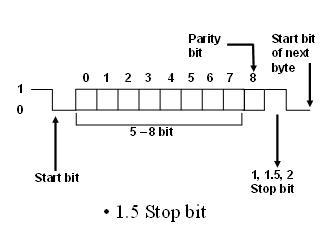 Parity
bit
Start bit
of next
byte
0 1 2 3 4 5 6 7 8
1
0
5 – 8 bit
Start bit
1, 1.5, 2
Stop bit
• 1.5 Stop bit